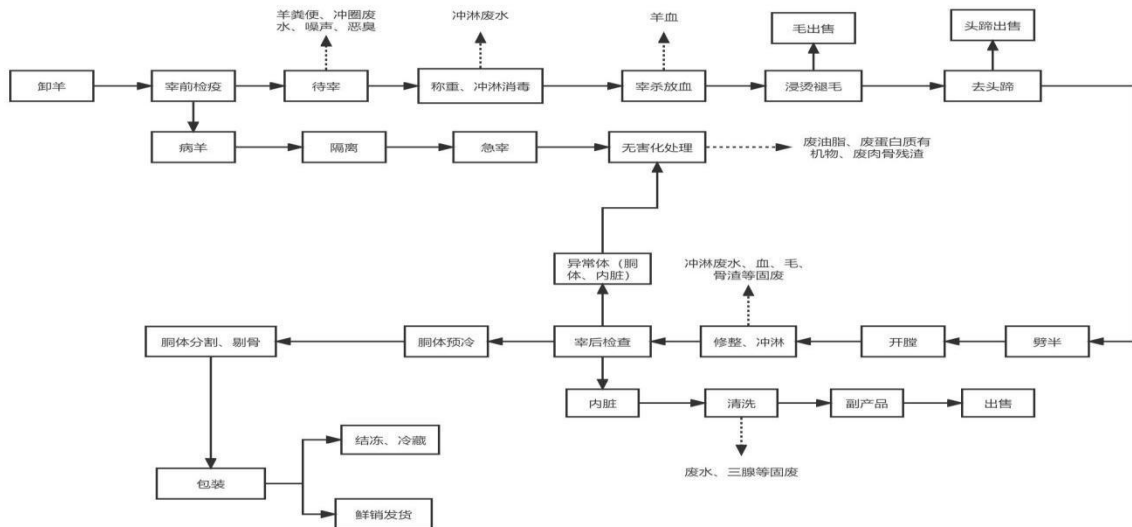 羊粪便、冲圈废
水、噪声、恶臭
冲淋废水
羊血
毛出售
头蹄出售
卸羊
宰前检疫
待宰
称重、冲淋消毒
宰杀放血
浸烫褪毛
去头蹄
病羊
隔离
急宰
无害化处理
废油脂、废蛋白质有
机物、废肉骨残渣
异常体（胴
体、内脏）
冲淋废水、血、毛、
骨渣等固废
胴体分割、剔骨
胴体预冷
宰后检查
修整、冲淋
开膛
劈半
内脏
清洗
副产品
出售
结冻、冷藏
废水、三腺等固废
包装
鲜销发货